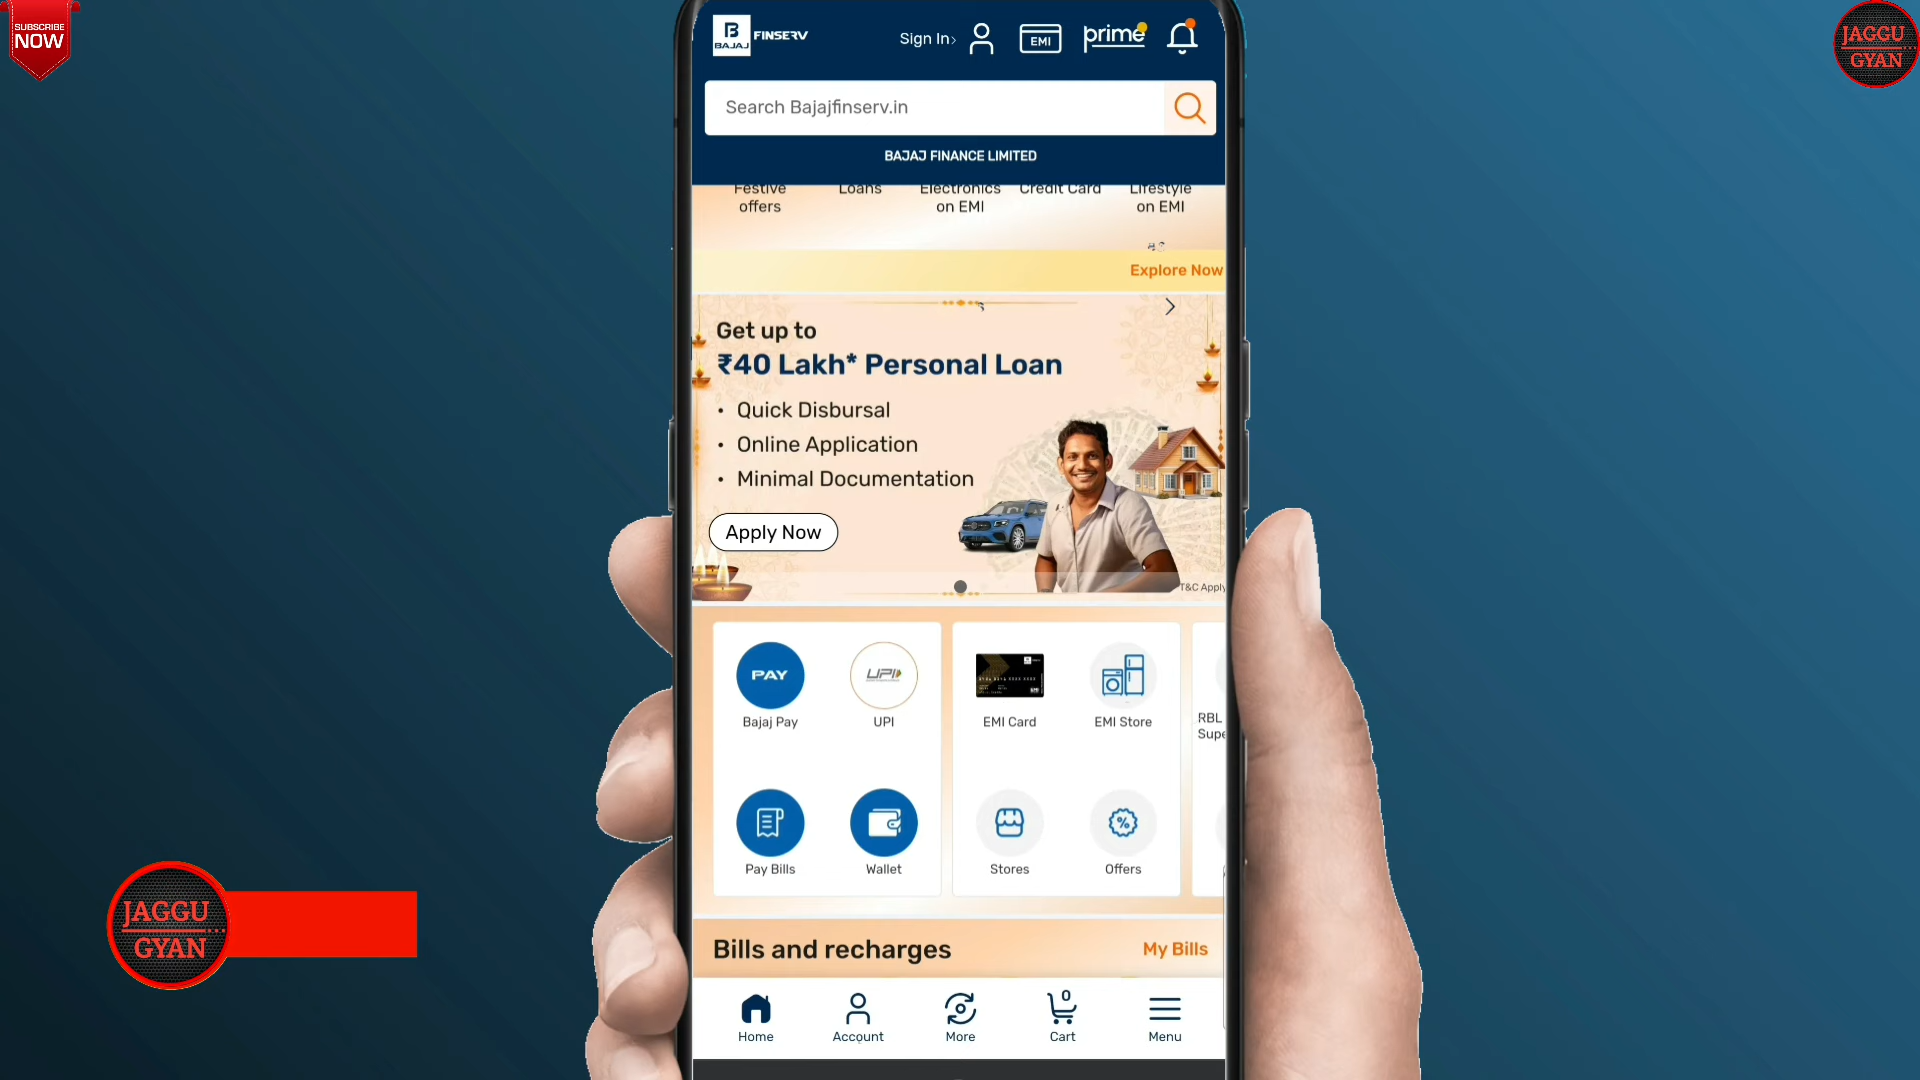 SUBSCRIBE
NOW
JAGGU
GYAN
B
BAJAJ
FINSERV
Sign In
EMI
prime
Search Bajajfinserv.in
BAJAJ FINANCE LIMITED
Festive
offers
Loans
Electronics
on EMI
Credit Card
Lifestyle
on EMI
Explore Now
Get up to
₹40 Lakh* Personal Loan
• Quick Disbursal
• Online Application
• Minimal Documentation
Apply Now
T&C Apply
PAY
Bajaj Pay
UPI
UPI
EMI Card
EMI Store
RBL
Supe
Pay Bills
Wallet
Stores
Offers
JAGGU
GYAN
Bills and recharges
My Bills
Home
Account
More
0
Cart
Menu